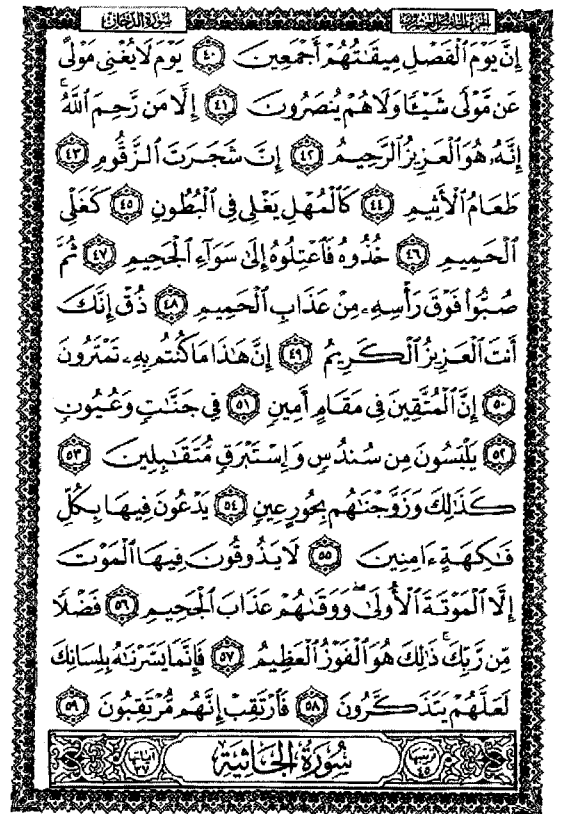 الجزء الخامس والعشرون سورة الدخان
إِنَّ يَوْمَ ٱلْفَصْلِ مِيقَٰتُهُمْ أَجْمَعِينَ ٤٠ يَوْمَ لَا يُغْنِى مَوْلًى
عَن مَّوْلًى شَيْـًٔا وَلَا هُمْ يُنصَرُونَ ٤١ إِلَّا مَن رَّحِمَ ٱللَّهُ ۚ
إِنَّهُۥ هُوَ ٱلْعَزِيزُ ٱلرَّحِيمُ ٤٢ إِنَّ شَجَرَتَ ٱلزَّقُّومِ ٤٣
طَعَامُ ٱلْأَثِيمِ ٤٤ كَٱلْمُهْلِ يَغْلِى فِى ٱلْبُطُونِ ٤٥ كَغَلْىِ
ٱلْحَمِيمِ ٤٦ خُذُوهُ فَٱعْتِلُوهُ إِلَىٰ سَوَآءِ ٱلْجَحِيمِ ٤٧ ثُمَّ
صُبُّوا۟ فَوْقَ رَأْسِهِۦ مِنْ عَذَابِ ٱلْحَمِيمِ ٤٨ ذُقْ إِنَّكَ
أَنتَ ٱلْعَزِيزُ ٱلْكَرِيمُ ٤٩ إِنَّ هَٰذَا مَا كُنتُم بِهِۦ تَمْتَرُونَ
٥٠ إِنَّ ٱلْمُتَّقِينَ فِى مَقَامٍ أَمِينٍ ٥١ فِى جَنَّٰتٍ وَعُيُونٍ
٥٢ يَلْبَسُونَ مِن سُندُسٍ وَإِسْتَبْرَقٍ مُّتَقَٰبِلِينَ ٥٣
كَذَٰلِكَ وَزَوَّجْنَٰهُم بِحُورٍ عِينٍ ٥٤ يَدْعُونَ فِيهَا بِكُلِّ
فَٰكِهَةٍ ءَامِنِينَ ٥٥ لَا يَذُوقُونَ فِيهَا ٱلْمَوْتَ
إِلَّا ٱلْمَوْتَةَ ٱلْأُولَىٰ ۖ وَوَقَىٰهُمْ عَذَابَ ٱلْجَحِيمِ ٥٦ فَضْلًا
مِّن رَّبِّكَ ۚ ذَٰلِكَ هُوَ ٱلْفَوْزُ ٱلْعَظِيمُ ٥٧ فَإِنَّمَا يَسَّرْنَٰهُ بِلِسَانِكَ
لَعَلَّهُمْ يَتَذَكَّرُونَ ٥٨ فَٱرْتَقِبْ إِنَّهُم مُّرْتَقِبُونَ ٥٩
ترتيبها ٤٥ سُورَةُ الجَاثِيَةِ آياتها ٣٧